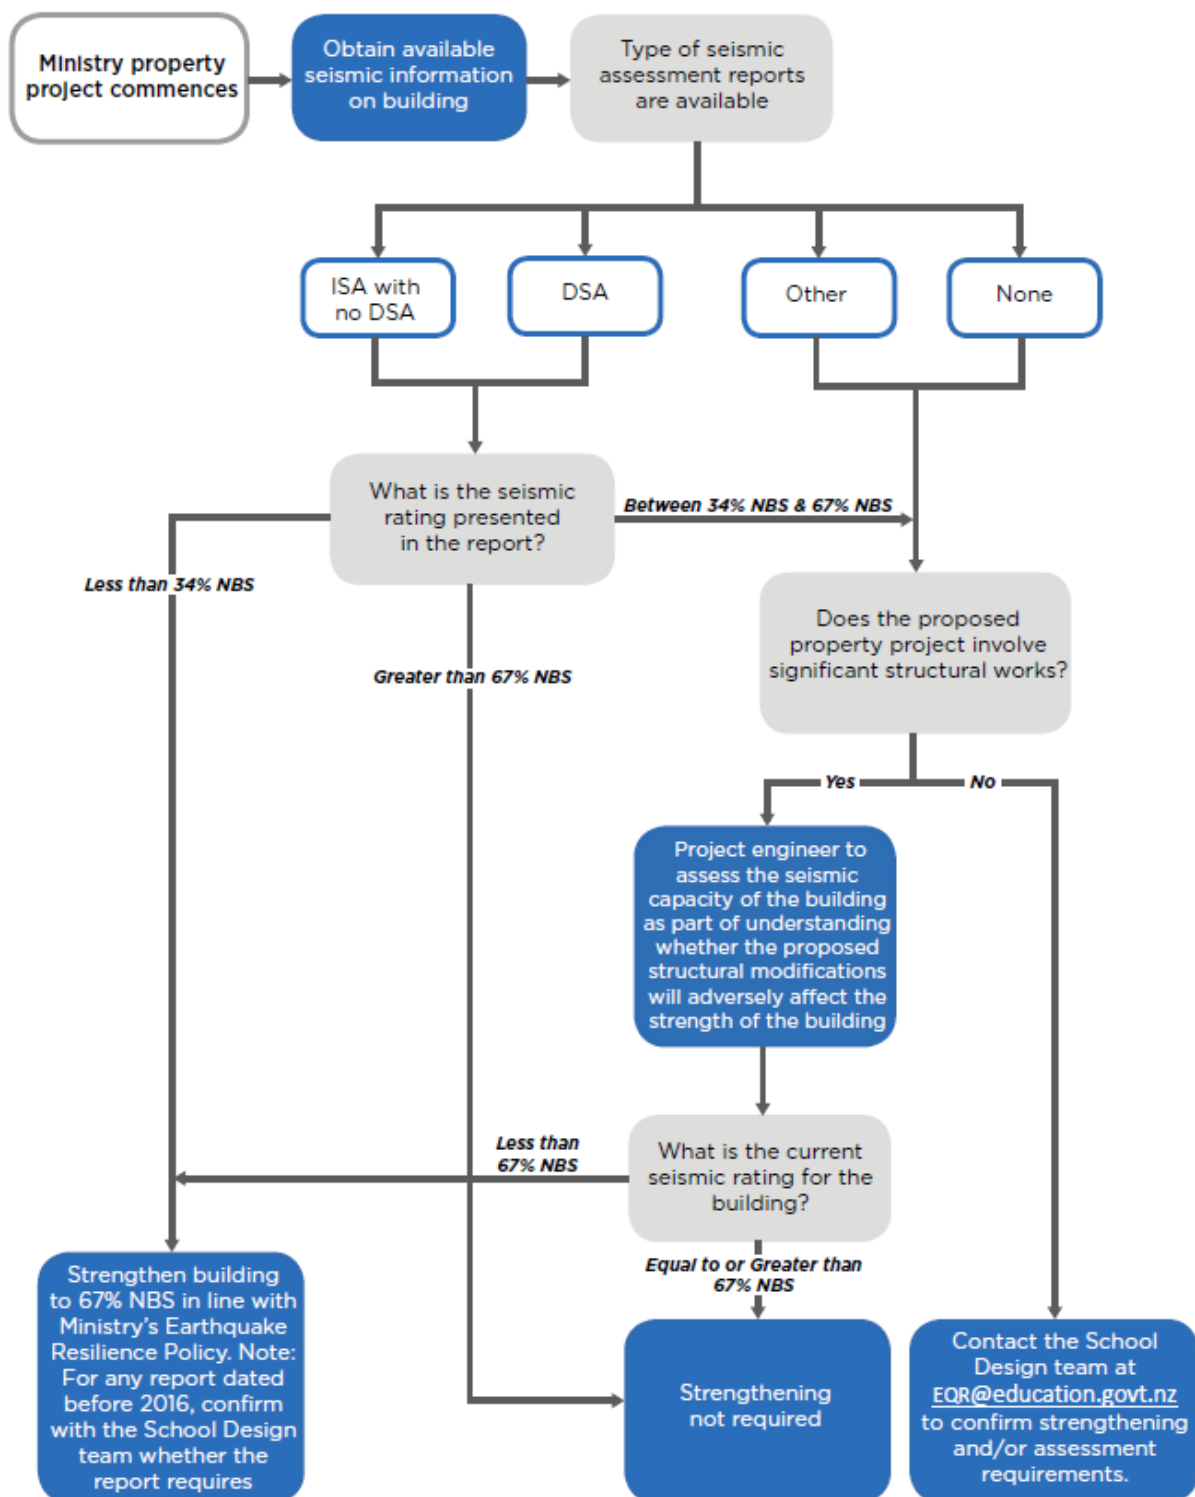 Ministry property
project commences
Obtain available
seismic information
on building
Type of seismic
assessment reports
are available
ISA with
no DSA
DSA
Other
None
What is the seismic
rating presented
in the report?
Between 34% NBS & 67% NBS
Less than 34% NBS
Greater than 67% NBS
Does the proposed
property project involve
significant structural works?
Yes
No
Project engineer to
assess the seismic
capacity of the building
as part of understanding
whether the proposed
structural modifications
will adversely affect the
strength of the building
Less than
67% NBS
What is the current
seismic rating for the
building?
Equal to or Greater than
67% NBS
Strengthen building
to 67% NBS in line with
Ministry's Earthquake
Resilience Policy. Note:
For any report dated
before 2016, confirm
with the School Design
team whether the
report requires
Strengthening
not required
Contact the School
Design team at
EQR@education.govt.nz
to confirm strengthening
and/or assessment
requirements.